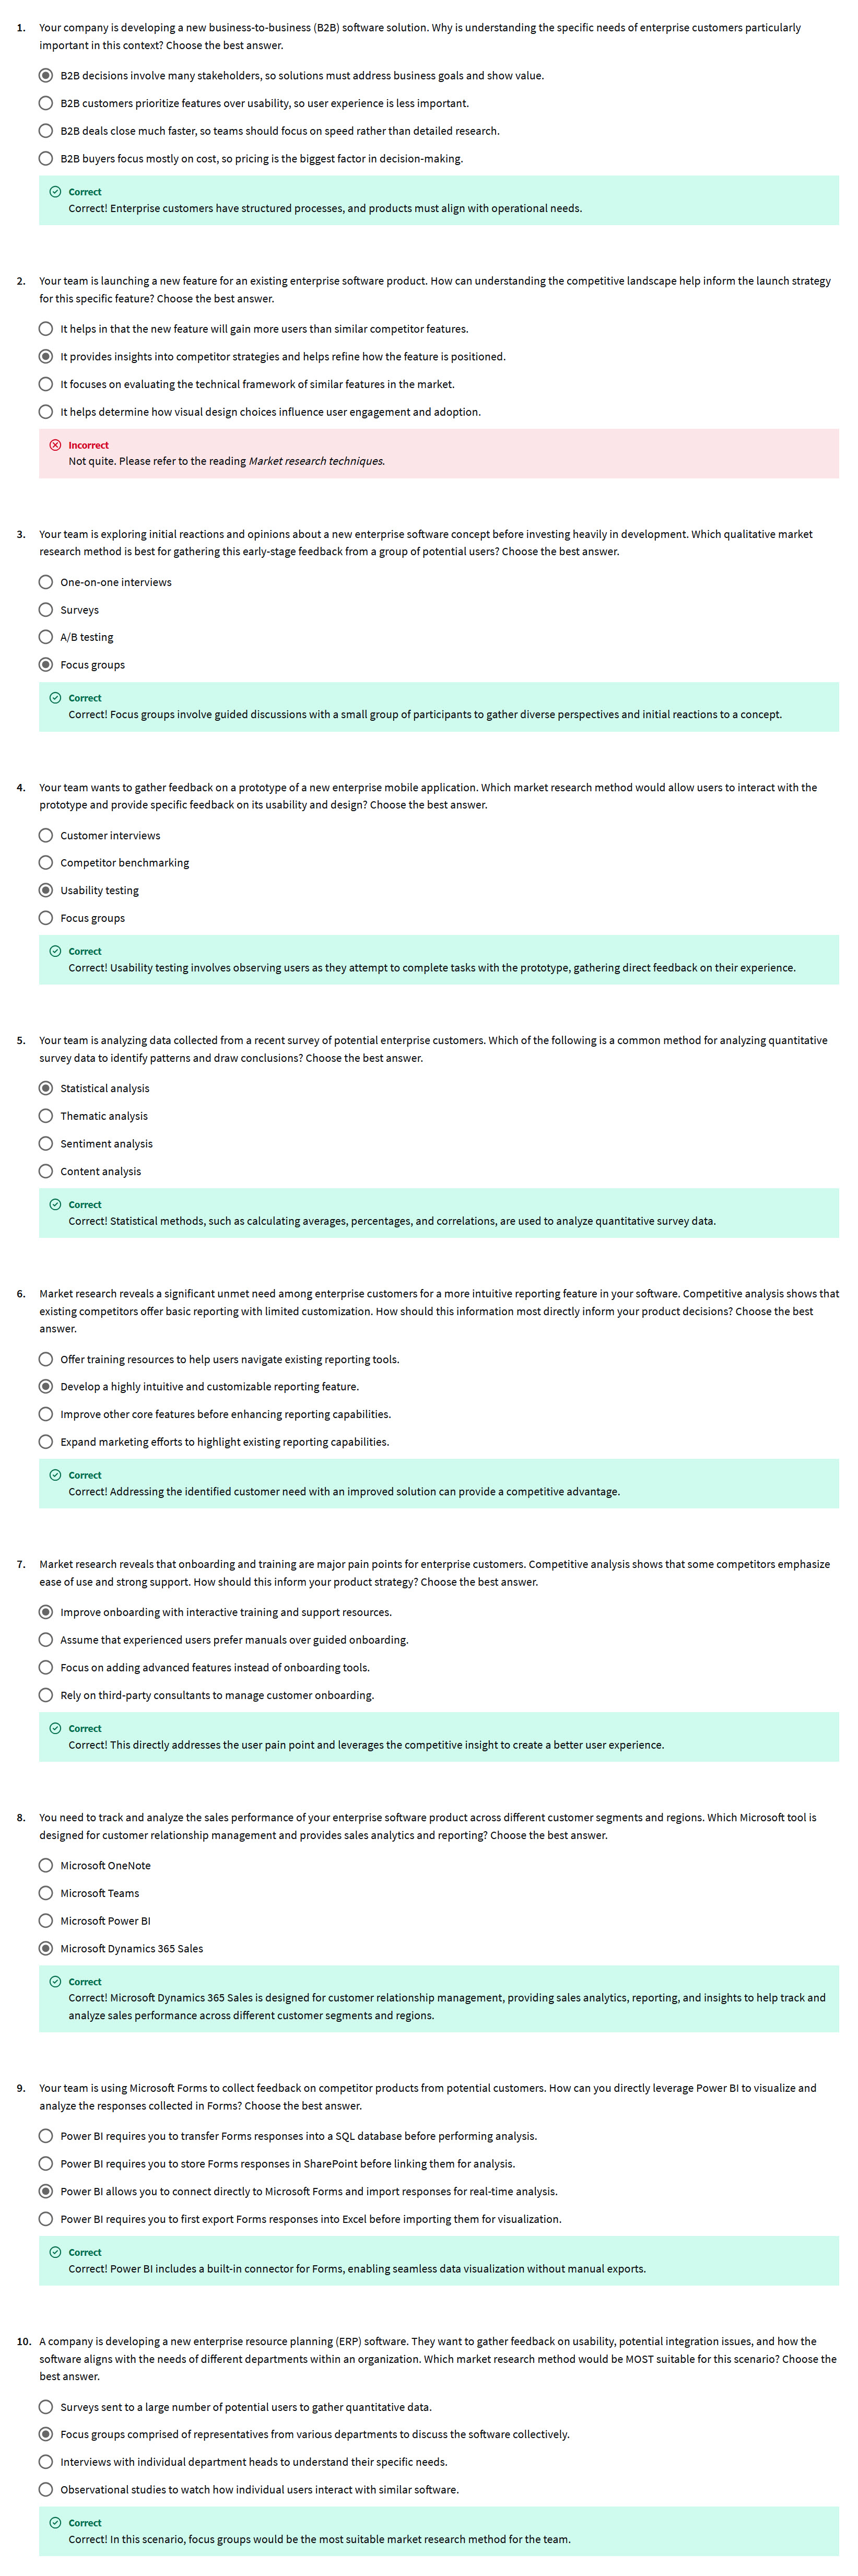 1. Your company is developing a new business-to-business (B2B) software solution. Why is understanding the specific needs of enterprise customers particularly
important in this context? Choose the best answer.
B2B decisions involve many stakeholders, so solutions must address business goals and show value.
B2B customers prioritize features over usability, so user experience is less important.
B2B deals close much faster, so teams should focus on speed rather than detailed research.
B2B buyers focus mostly on cost, so pricing is the biggest factor in decision-making.
Correct
Correct! Enterprise customers have structured processes, and products must align with operational needs.
2. Your team is launching a new feature for an existing enterprise software product. How can understanding the competitive landscape help inform the launch strategy
for this specific feature? Choose the best answer.
It helps in that the new feature will gain more users than similar competitor features.
It provides insights into competitor strategies and helps refine how the feature is positioned.
It focuses on evaluating the technical framework of similar features in the market.
It helps determine how visual design choices influence user engagement and adoption.
Incorrect
Not quite. Please refer to the reading Market research techniques.
3. Your team is exploring initial reactions and opinions about a new enterprise software concept before investing heavily in development. Which qualitative market
research method is best for gathering this early-stage feedback from a group of potential users? Choose the best answer.
One-on-one interviews
Surveys
A/B testing
Focus groups
Correct
Correct! Focus groups involve guided discussions with a small group of participants to gather diverse perspectives and initial reactions to a concept.
4. Your team wants to gather feedback on a prototype of a new enterprise mobile application. Which market research method would allow users to interact with the
prototype and provide specific feedback on its usability and design? Choose the best answer.
Customer interviews
Competitor benchmarking
Usability testing
Focus groups
Correct
Correct! Usability testing involves observing users as they attempt to complete tasks with the prototype, gathering direct feedback on their experience.
5. Your team is analyzing data collected from a recent survey of potential enterprise customers. Which of the following is a common method for analyzing quantitative
survey data to identify patterns and draw conclusions? Choose the best answer.
Statistical analysis
Thematic analysis
Sentiment analysis
Content analysis
Correct
Correct! Statistical methods, such as calculating averages, percentages, and correlations, are used to analyze quantitative survey data.
6. Market research reveals a significant unmet need among enterprise customers for a more intuitive reporting feature in your software. Competitive analysis shows that
existing competitors offer basic reporting with limited customization. How should this information most directly inform your product decisions? Choose the best
answer.
Offer training resources to help users navigate existing reporting tools.
Develop a highly intuitive and customizable reporting feature.
Improve other core features before enhancing reporting capabilities.
Expand marketing efforts to highlight existing reporting capabilities.
Correct
Correct! Addressing the identified customer need with an improved solution can provide a competitive advantage.
7. Market research reveals that onboarding and training are major pain points for enterprise customers. Competitive analysis shows that some competitors emphasize
ease of use and strong support. How should this inform your product strategy? Choose the best answer.
Improve onboarding with interactive training and support resources.
Assume that experienced users prefer manuals over guided onboarding.
Focus on adding advanced features instead of onboarding tools.
Rely on third-party consultants to manage customer onboarding.
Correct
Correct! This directly addresses the user pain point and leverages the competitive insight to create a better user experience.
8. You need to track and analyze the sales performance of your enterprise software product across different customer segments and regions. Which Microsoft tool is
designed for customer relationship management and provides sales analytics and reporting? Choose the best answer.
Microsoft OneNote
Microsoft Teams
Microsoft Power BI
Microsoft Dynamics 365 Sales
Correct
Correct! Microsoft Dynamics 365 Sales is designed for customer relationship management, providing sales analytics, reporting, and insights to help track and
analyze sales performance across different customer segments and regions.
9. Your team is using Microsoft Forms to collect feedback on competitor products from potential customers. How can you directly leverage Power BI to visualize and
analyze the responses collected in Forms? Choose the best answer.
Power BI requires you to transfer Forms responses into a SQL database before performing analysis.
Power BI requires you to store Forms responses in SharePoint before linking them for analysis.
Power BI allows you to connect directly to Microsoft Forms and import responses for real-time analysis.
Power BI requires you to first export Forms responses into Excel before importing them for visualization.
Correct
Correct! Power BI includes a built-in connector for Forms, enabling seamless data visualization without manual exports.
10. A company is developing a new enterprise resource planning (ERP) software. They want to gather feedback on usability, potential integration issues, and how the
software aligns with the needs of different departments within an organization. Which market research method would be MOST suitable for this scenario? Choose the
best answer.
Surveys sent to a large number of potential users to gather quantitative data.
Focus groups comprised of representatives from various departments to discuss the software collectively.
Interviews with individual department heads to understand their specific needs.
Observational studies to watch how individual users interact with similar software.
Correct
Correct! In this scenario, focus groups would be the most suitable market research method for the team.